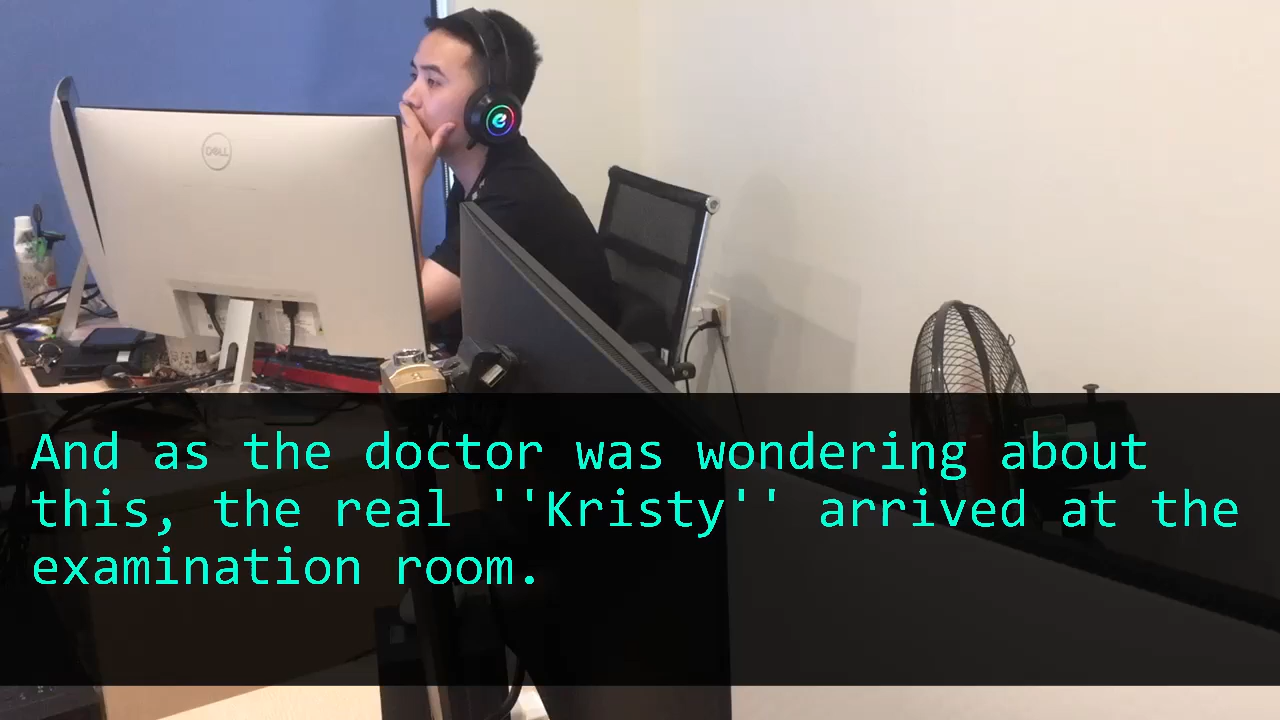 DELL
And as the doctor was wondering about
this, the real ''Kristy'' arrived at the
examination room.